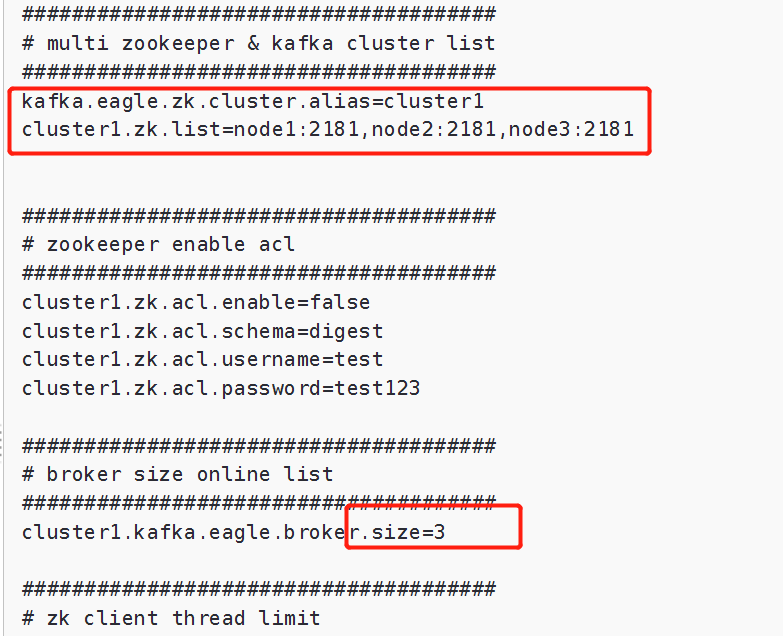 ######################################
# multi zookeeper & kafka cluster list
######################################
kafka.eagle.zk.cluster.alias=cluster1
cluster1.zk.list=node1:2181,node2:2181,node3:2181
######################################
# zookeeper enable acl
######################################
cluster1.zk.acl.enable=false
cluster1.zk.acl.schema=digest
cluster1.zk.acl.username=test
cluster1.zk.acl.password=test123
######################################
# broker size online list
######################################
cluster1.kafka.eagle.broker.size=3
######################################
# zk client thread limit